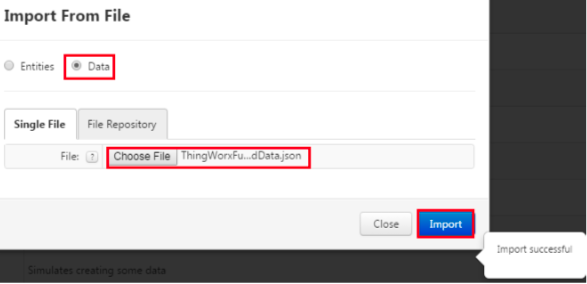 Import From File
Entities Data
Single File File Repository
File: ? Choose File ThingWorxFu...dData.json
Close Import
Import successful
Simulates creating some data